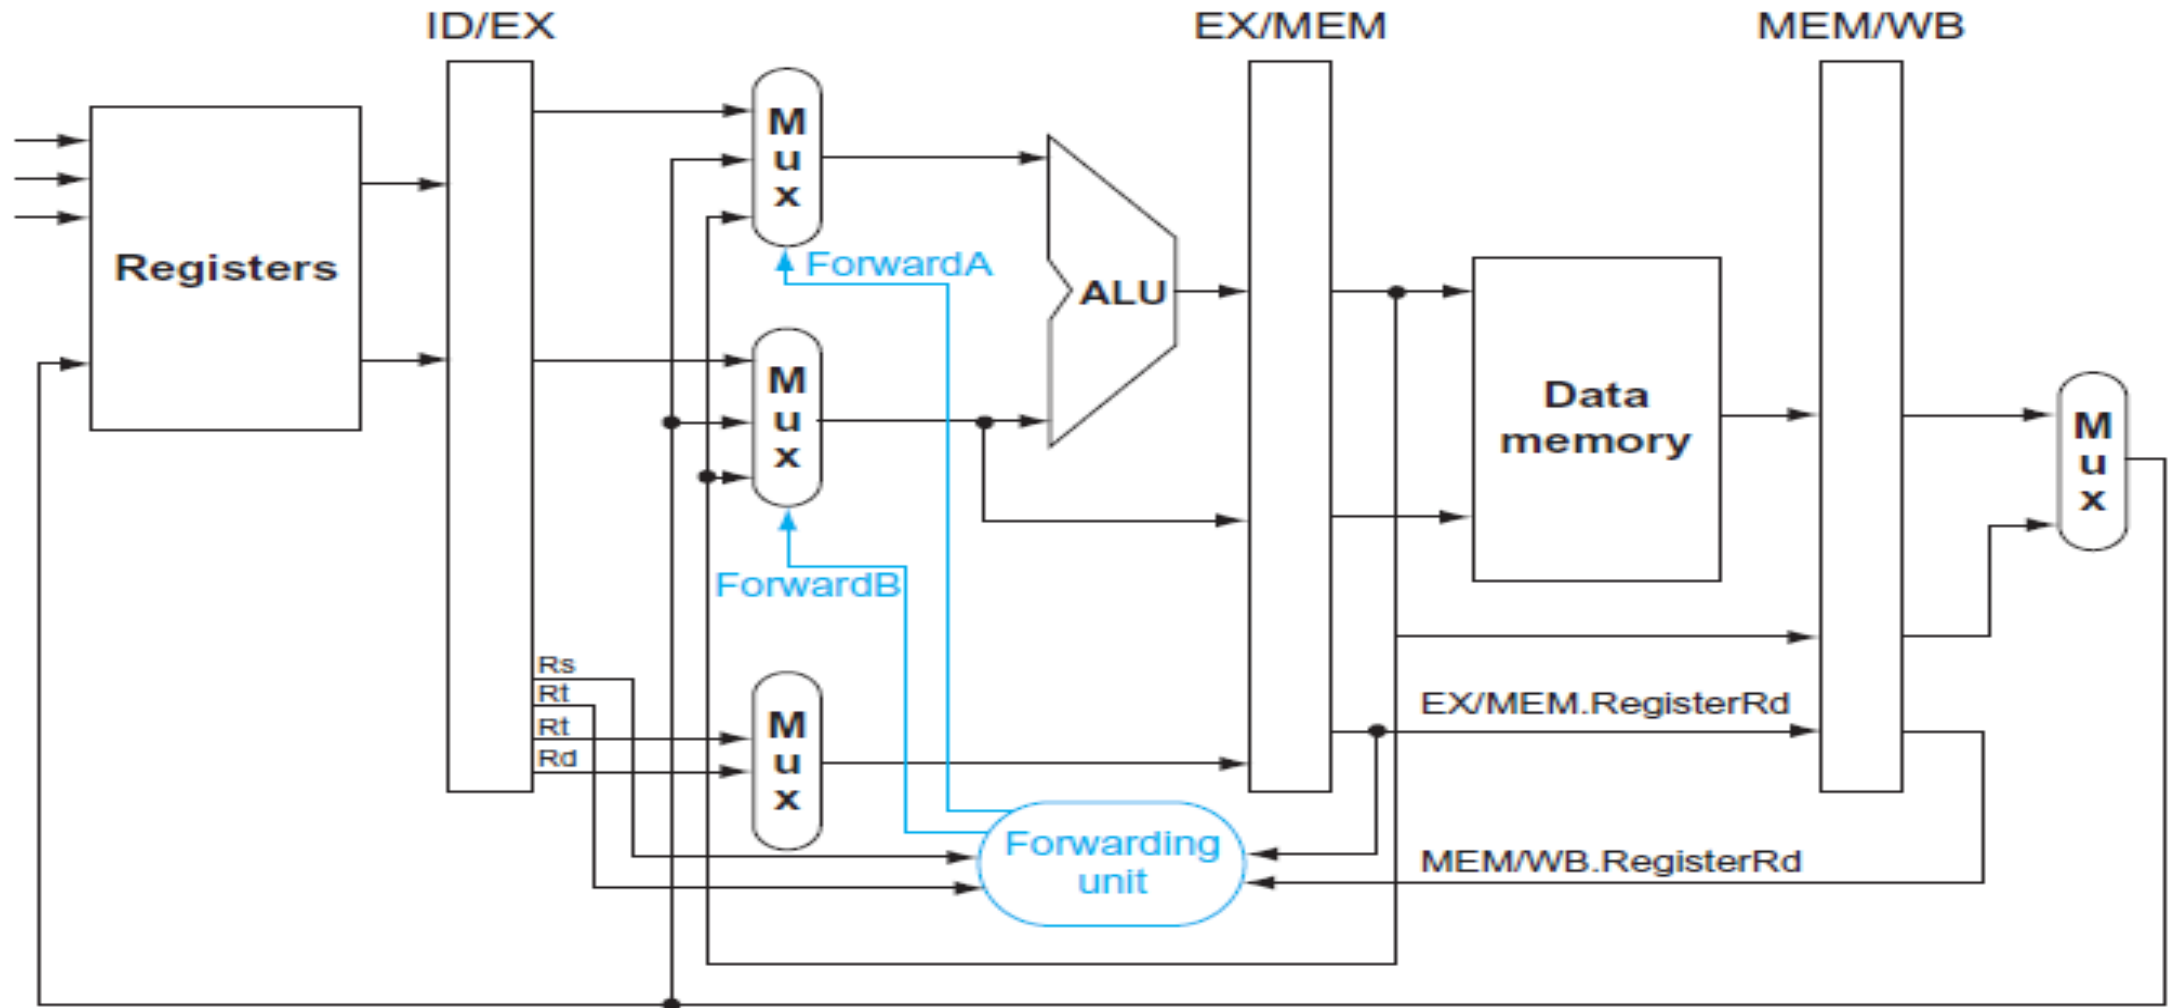 ID/EX
EX/MEM
MEM/WB
M
u
x
Registers
ForwardA
ALU
M
u
x
Data
memory
M
u
x
ForwardB
Rs
Rt
Rt
Rd
M
u
x
EX/MEM.RegisterRd
Forwarding
unit
MEM/WB.RegisterRd